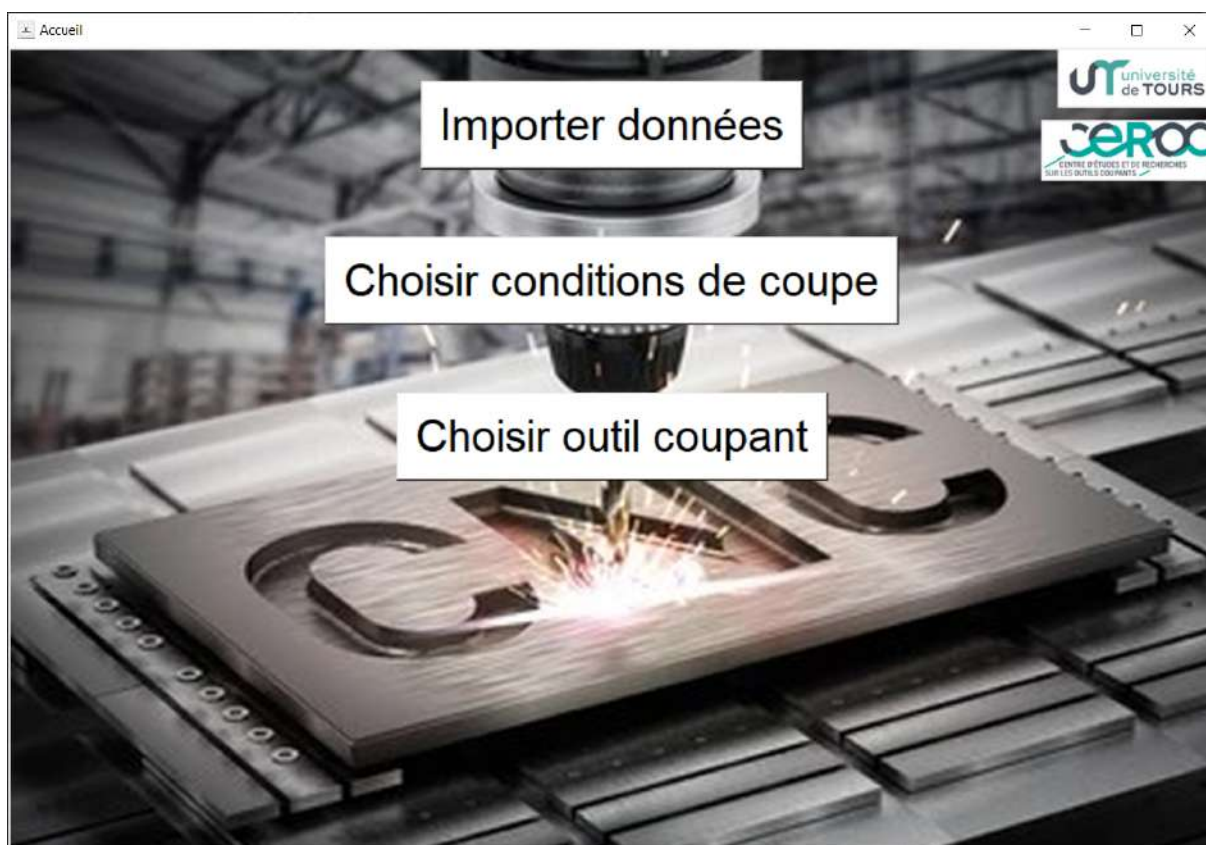 Accueil
Importer données
Choisir conditions de coupe
Choisir outil coupant
université
de TOURS
CEROC
CENTRE D'ÉTUDES ET DE RECHERCHES
SUR LES OUTILS COUPANTS
CNC